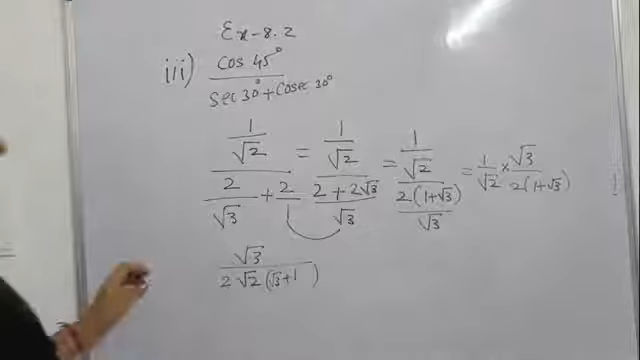 Ex-8.2
iii) cos 45° / sec 30° + cosec 30°
(1/√2) / (2/√3 + 2) = (1/√2) / ((2+2√3)/√3) = (1/√2) / (2(1+√3)/√3) = 1/√2 × √3/2(1+√3)
√3 / 2√2(√3+1)